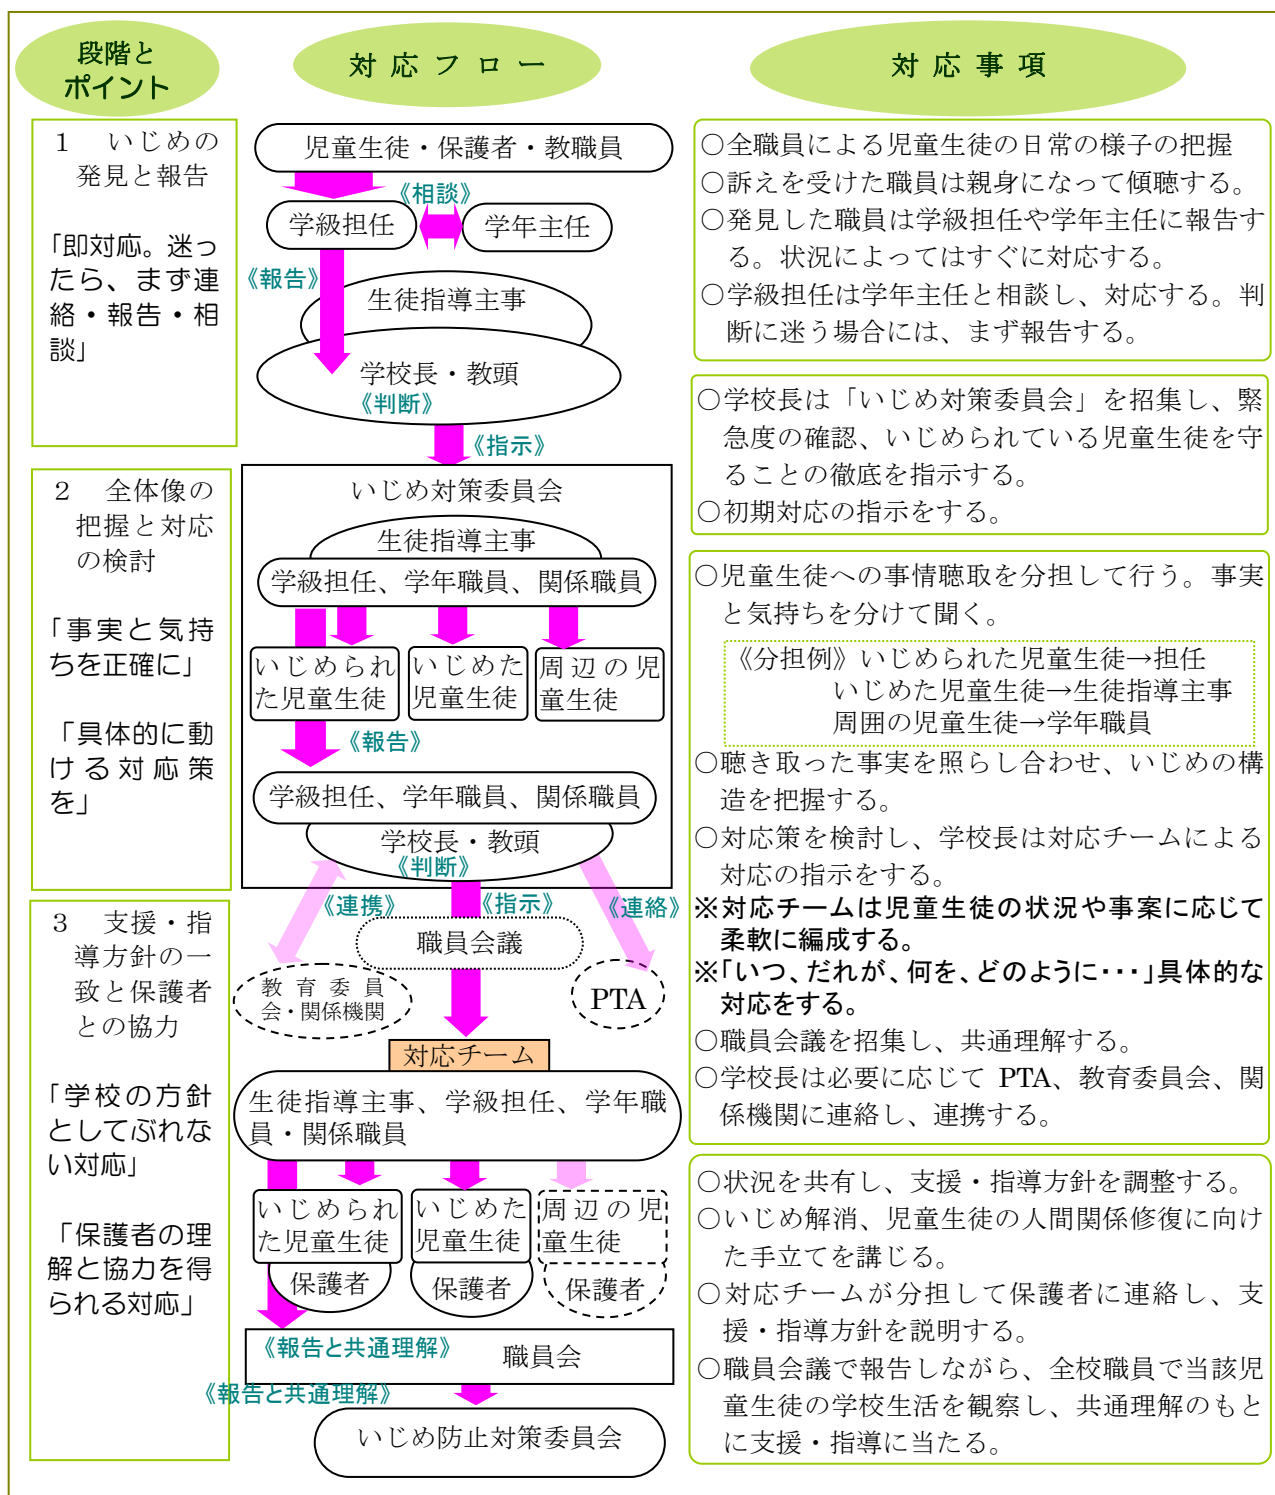 段階と
ポイント
対応フロー
対応事項
1　いじめの
発見と報告
「即対応。迷っ
たら、まず連
絡・報告・相
談」
児童生徒・保護者・教職員
《相談》
学級担任
学年主任
《報告》
生徒指導主事
学校長・教頭
《判断》
《指示》
○全職員による児童生徒の日常の様子の把握
○訴えを受けた職員は親身になって傾聴する。
○発見した職員は学級担任や学年主任に報告す
る。状況によってはすぐに対応する。
○学級担任は学年主任と相談し、対応する。判
断に迷う場合には、まず報告する。
○学校長は「いじめ対策委員会」を招集し、緊
急度の確認、いじめられている児童生徒を守
ることの徹底を指示する。
○初期対応の指示をする。
2　全体像の
把握と対応
の検討
「事実と気持
ちを正確に」
「具体的に動
ける対応策
を」
いじめ対策委員会
生徒指導主事
学級担任、学年職員、関係職員
いじめられ
た児童生徒
いじめた
児童生徒
周辺の児
童生徒
《報告》
学級担任、学年職員、関係職員
学校長・教頭
《判断》
○児童生徒への事情聴取を分担して行う。事実
と気持ちを分けて聞く。
《分担例》いじめられた児童生徒→担任
いじめた児童生徒→生徒指導主事
周囲の児童生徒→学年職員
○聴き取った事実を照らし合わせ、いじめの構
造を把握する。
○対応策を検討し、学校長は対応チームによる
対応の指示をする。
※対応チームは児童生徒の状況や事案に応じて
柔軟に編成する。
※「いつ、だれが、何を、どのように・・・」具体的な
対応をする。
○職員会議を招集し、共通理解する。
○学校長は必要に応じて PTA、教育委員会、関
係機関に連絡し、連携する。
3　支援・指
導方針の一
致と保護者
との協力
「学校の方針
としてぶれな
い対応」
「保護者の理
解と協力を得
られる対応」
《連携》
《指示》
《連絡》
職員会議
教育委員
会・関係機関
PTA
対応チーム
生徒指導主事、学級担任、学年職
員・関係職員
いじめられ
た児童生徒
いじめた
児童生徒
周辺の児
童生徒
保護者
保護者
保護者
《報告と共通理解》
職員会
《報告と共通理解》
いじめ防止対策委員会
○状況を共有し、支援・指導方針を調整する。
○いじめ解消、児童生徒の人間関係修復に向け
た手立てを講じる。
○対応チームが分担して保護者に連絡し、支
援・指導方針を説明する。
○職員会議で報告しながら、全校職員で当該児
童生徒の学校生活を観察し、共通理解のもと
に支援・指導に当たる。